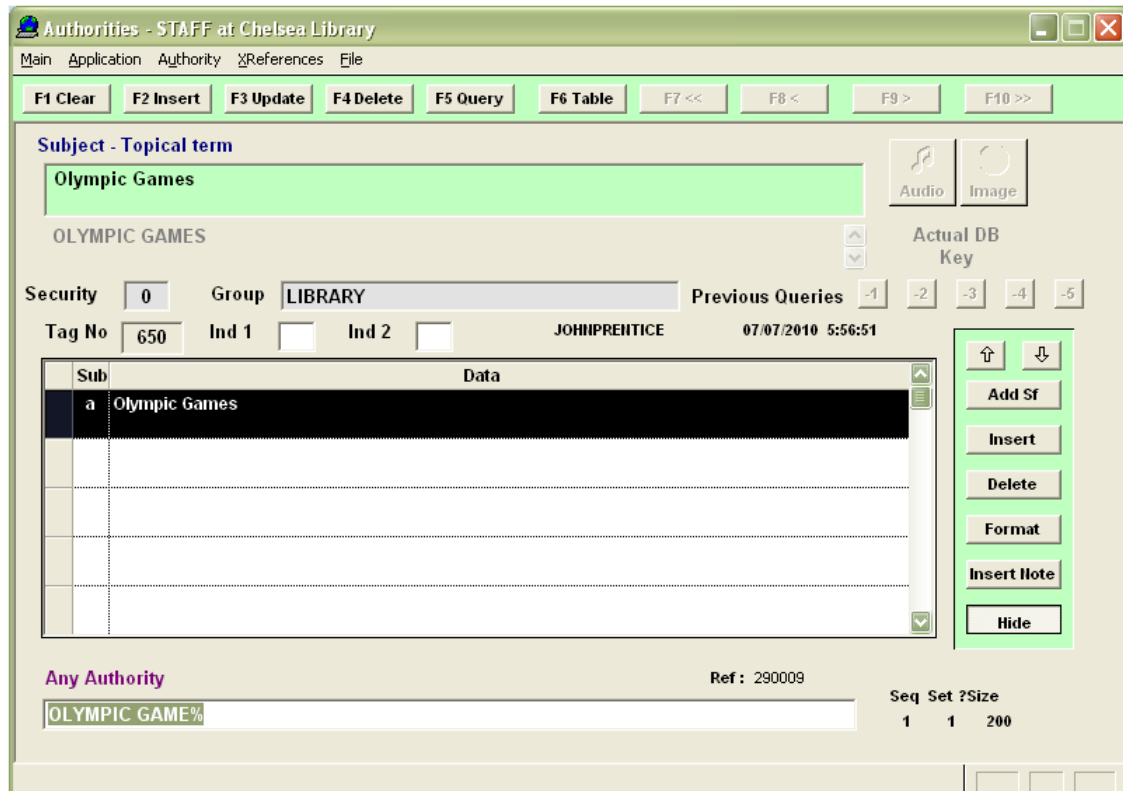 Authorities - STAFF at Chelsea Library
Main Application Authority XReferences File
F1 Clear F2 Insert F3 Update F4 Delete F5 Query F6 Table F7 << F8 < F9 > F10 >>
Subject - Topical term
Olympic Games
Audio Image
OLYMPIC GAMES
Actual DB
Key
Security 0 Group LIBRARY Previous Queries -1 -2 -3 -4 -5
Tag No 650 Ind 1 Ind 2 JOHNPRENTICE 07/07/2010 5:56:51
Sub Data
a Olympic Games
Add Sf
Insert
Delete
Format
Insert Note
Hide
Any Authority Ref : 290009
OLYMPIC GAME%
Seq Set ?Size
1 1 200